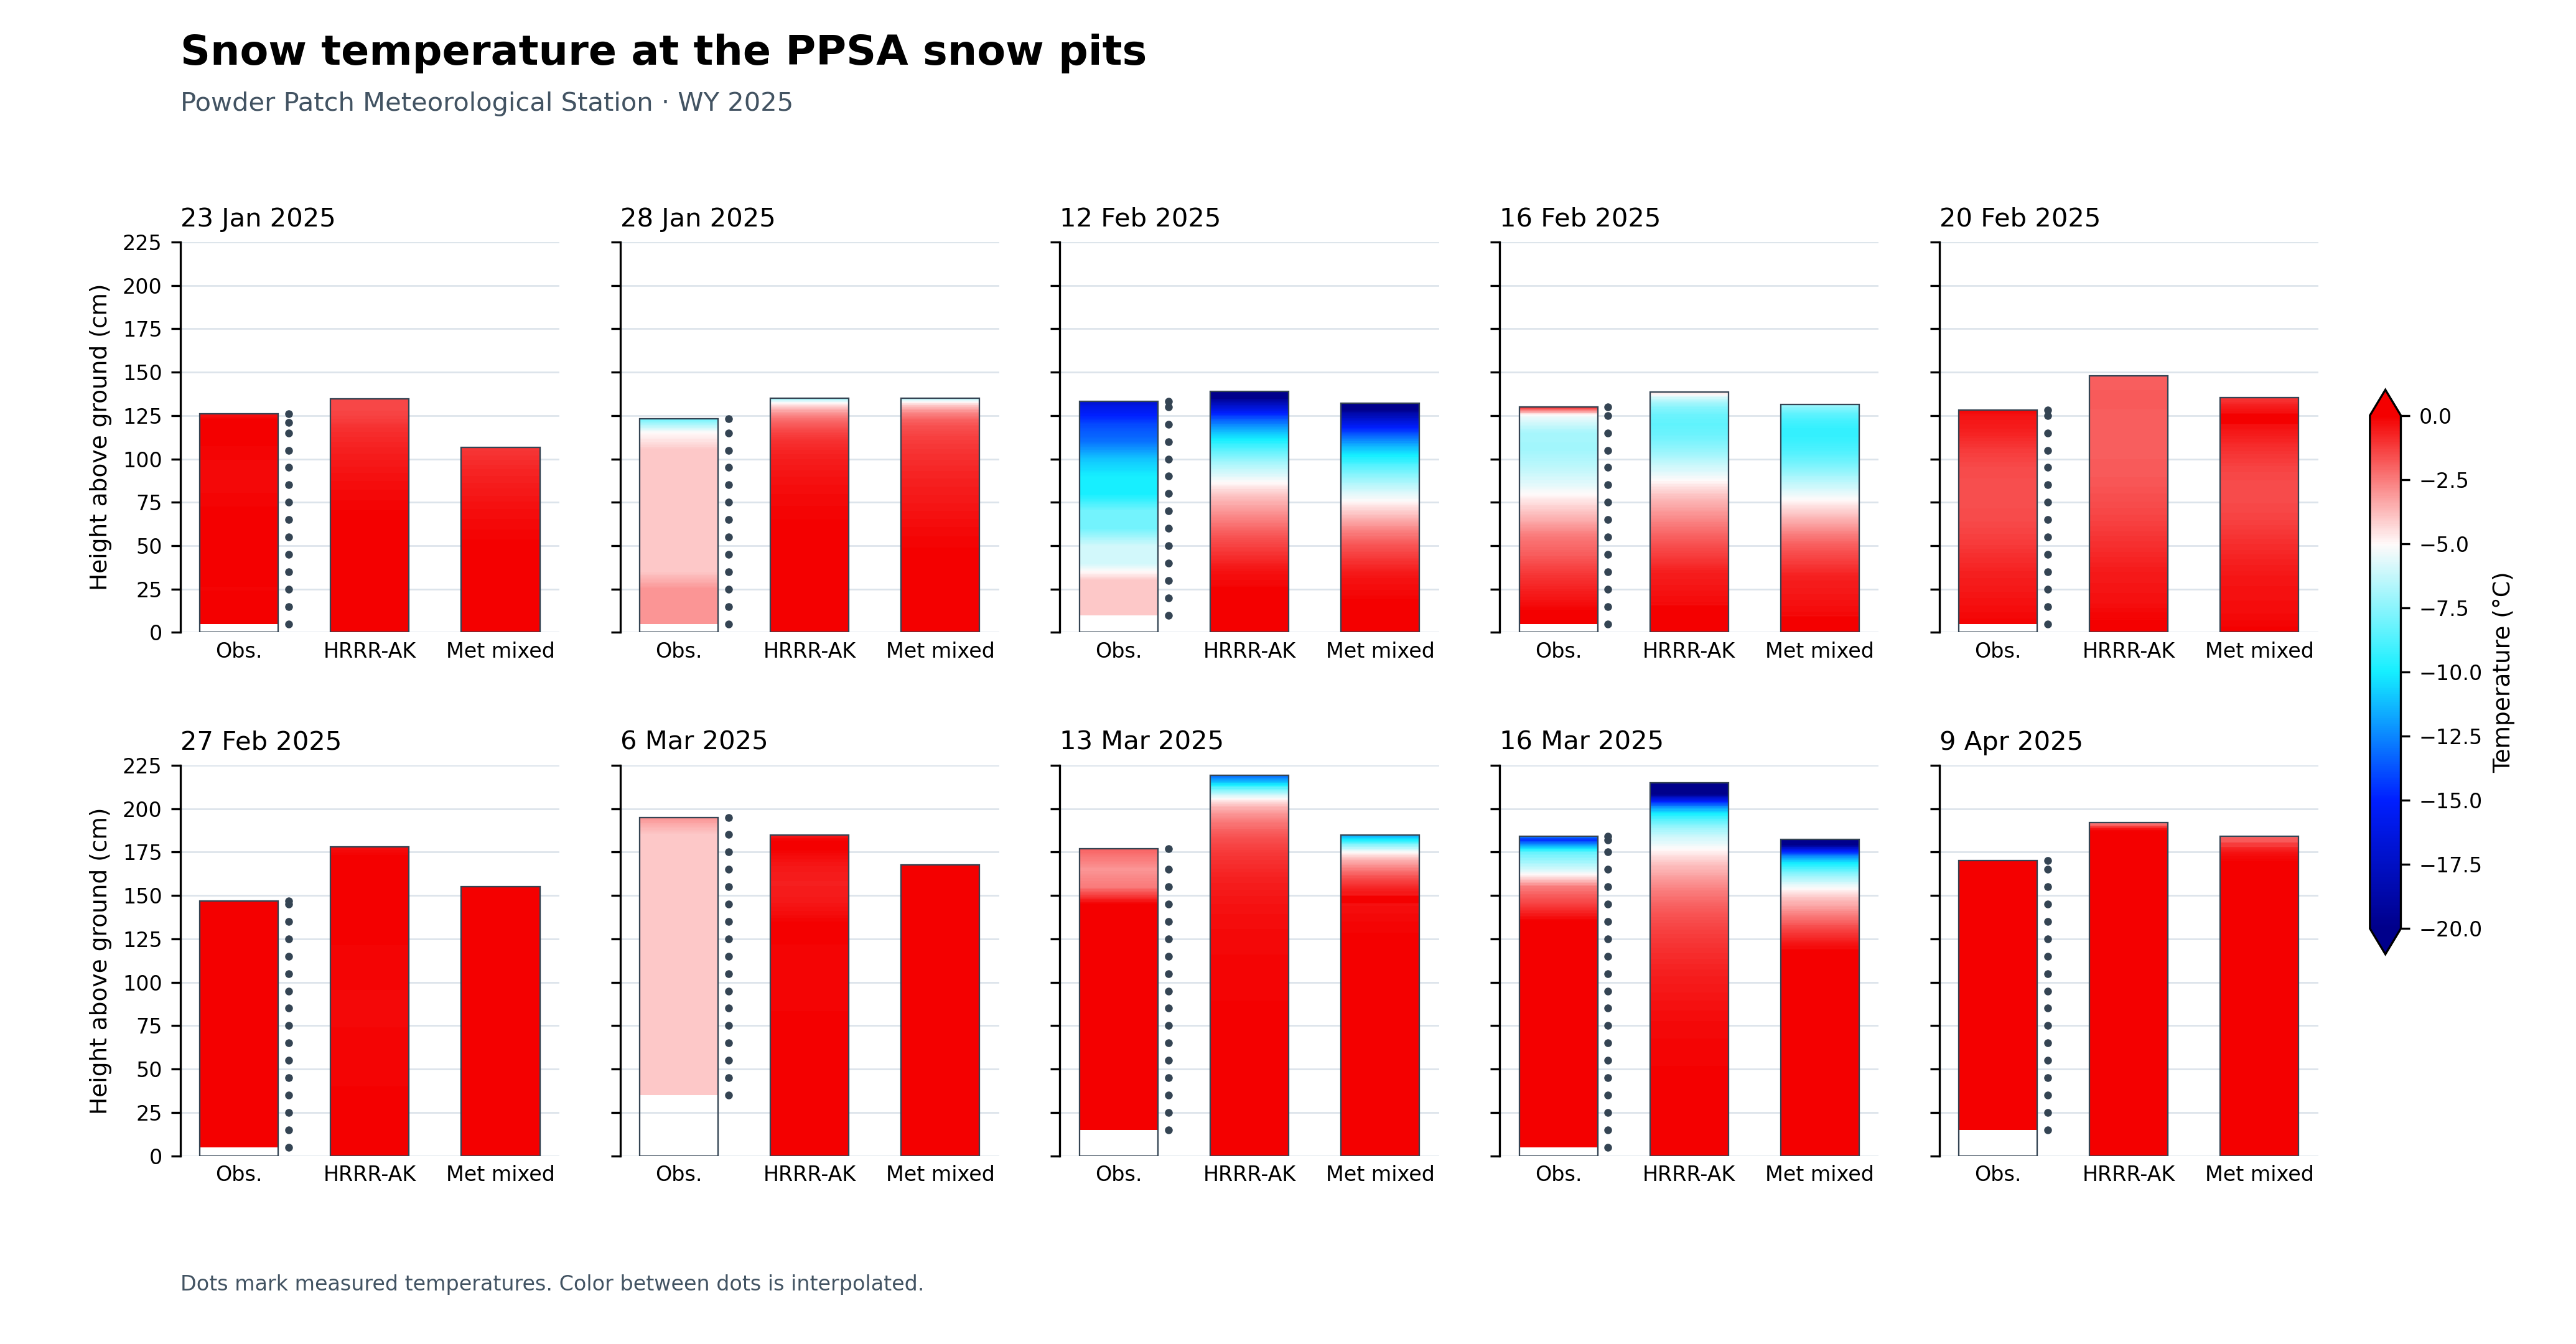 Snow temperature at the PPSA snow pits
Powder Patch Meteorological Station · WY 2025
23 Jan 2025
28 Jan 2025
12 Feb 2025
16 Feb 2025
20 Feb 2025
Height above ground (cm)
225
200
175
150
125
100
75
50
25
0
Obs. HRRR-AK Met mixed
Obs. HRRR-AK Met mixed
Obs. HRRR-AK Met mixed
Obs. HRRR-AK Met mixed
Obs. HRRR-AK Met mixed
27 Feb 2025
6 Mar 2025
13 Mar 2025
16 Mar 2025
9 Apr 2025
Height above ground (cm)
225
200
175
150
125
100
75
50
25
0
Obs. HRRR-AK Met mixed
Obs. HRRR-AK Met mixed
Obs. HRRR-AK Met mixed
Obs. HRRR-AK Met mixed
Obs. HRRR-AK Met mixed
0.0
−2.5
−5.0
−7.5
−10.0
−12.5
−15.0
−17.5
−20.0
Temperature (°C)
Dots mark measured temperatures. Color between dots is interpolated.